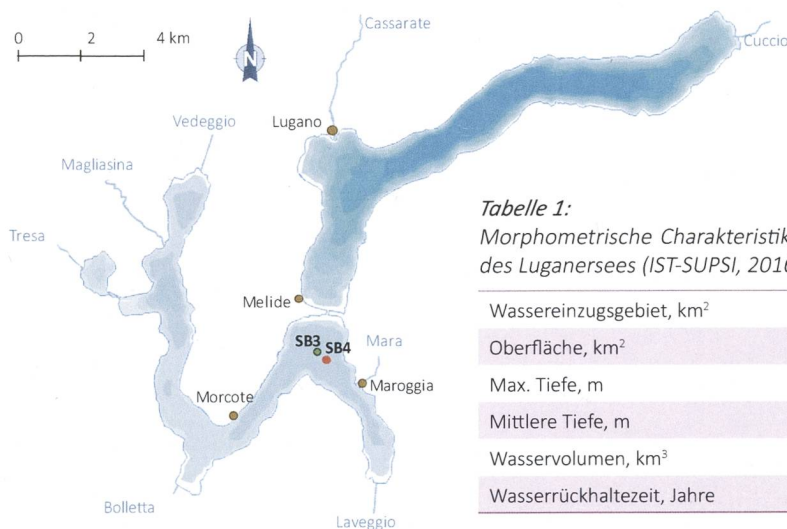 0 2 4 km
N
Cassarate
Cuccio
Vedeggio
Lugano
Magliasina
Tresa
Melide
SB3 SB4
Mara
Maroggia
Morcote
Bolletta
Laveggio
Tabelle 1:
Morphometrische Charakteristik
des Luganersees (IST-SUPSI, 2016
Wassereinzugsgebiet, km²
Oberfläche, km²
Max. Tiefe, m
Mittlere Tiefe, m
Wasservolumen, km³
Wasserrückhaltezeit, Jahre